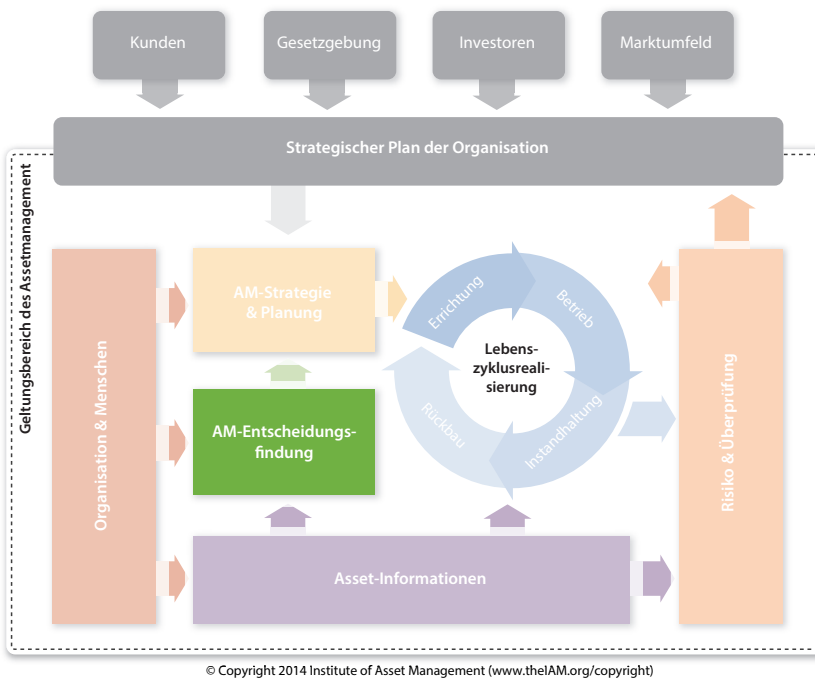 Kunden
Gesetzgebung
Investoren
Marktumfeld
Strategischer Plan der Organisation
Geltungsbereich des Assetmanagement
Organisation & Menschen
AM-Strategie
& Planung
AM-Entscheidungs-
findung
Errichtung
Betrieb
Instandhaltung
Rückbau
Lebens-
zyklusreali-
sierung
Risiko & Überprüfung
Asset-Informationen
© Copyright 2014 Institute of Asset Management (www.theIAM.org/copyright)